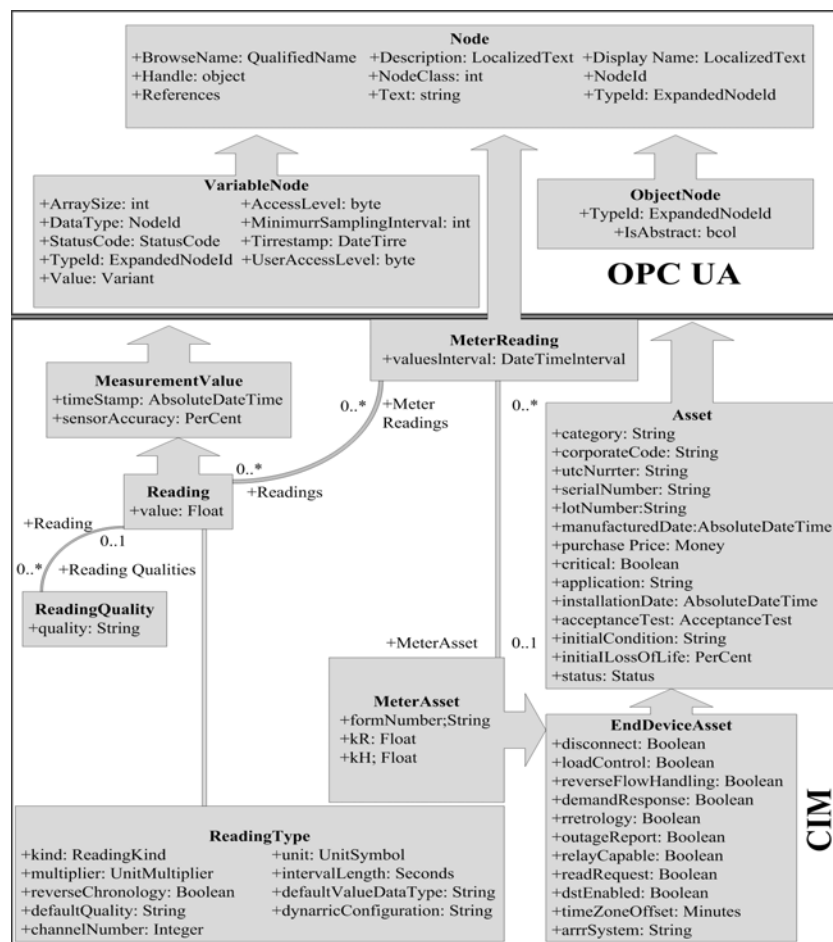 Node
+BrowseName: QualifiedName +Description: LocalizedText +Display Name: LocalizedText
+Handle: object +NodeClass: int +NodeId
+References +Text: string +TypeId: ExpandedNodeId
VariableNode
+ArraySize: int +AccessLevel: byte
+DataType: NodeId +MinimurrSamplingInterval: int
+StatusCode: StatusCode +Tirrestamp: DateTirre
+TypeId: ExpandedNodeId +UserAccessLevel: byte
+Value: Variant
ObjectNode
+TypeId: ExpandedNodeId
+IsAbstract: bcol
OPC UA
MeterReading
+valuesInterval: DateTimeInterval
MeasurementValue
+timeStamp: AbsoluteDateTime
+sensorAccuracy: PerCent
0..*
+Meter
Readings
0..*
Asset
+category: String
+corporateCode: String
+utcNurrter: String
+serialNumber: String
+lotNumber:String
+manufacturedDate:AbsoluteDateTime
+purchase Price: Money
+critical: Boolean
+application: String
+installationDate: AbsoluteDateTime
+acceptanceTest: AcceptanceTest
+initialCondition: String
+initialLossOfLife: PerCent
+status: Status
0..*
+Readings
Reading
+value: Float
+Reading
0..1
0..*
+Reading Qualities
ReadingQuality
+quality: String
+MeterAsset
0..1
MeterAsset
+formNumber;String
+kR: Float
+kH; Float
EndDeviceAsset
+disconnect: Boolean
+loadControl: Boolean
+reverseFlowHandling: Boolean
+demandResponse: Boolean
+rretrology: Boolean
+outageReport: Boolean
+relayCapable: Boolean
+readRequest: Boolean
+dstEnabled: Boolean
+timeZoneOffset: Minutes
+arrrSystem: String
CIM
ReadingType
+kind: ReadingKind +unit: UnitSymbol
+multiplier: UnitMultiplier +intervalLength: Seconds
+reverseChronology: Boolean +defaultValueDataType: String
+defaultQuality: String +dynarricConfiguration: String
+channelNumber: Integer